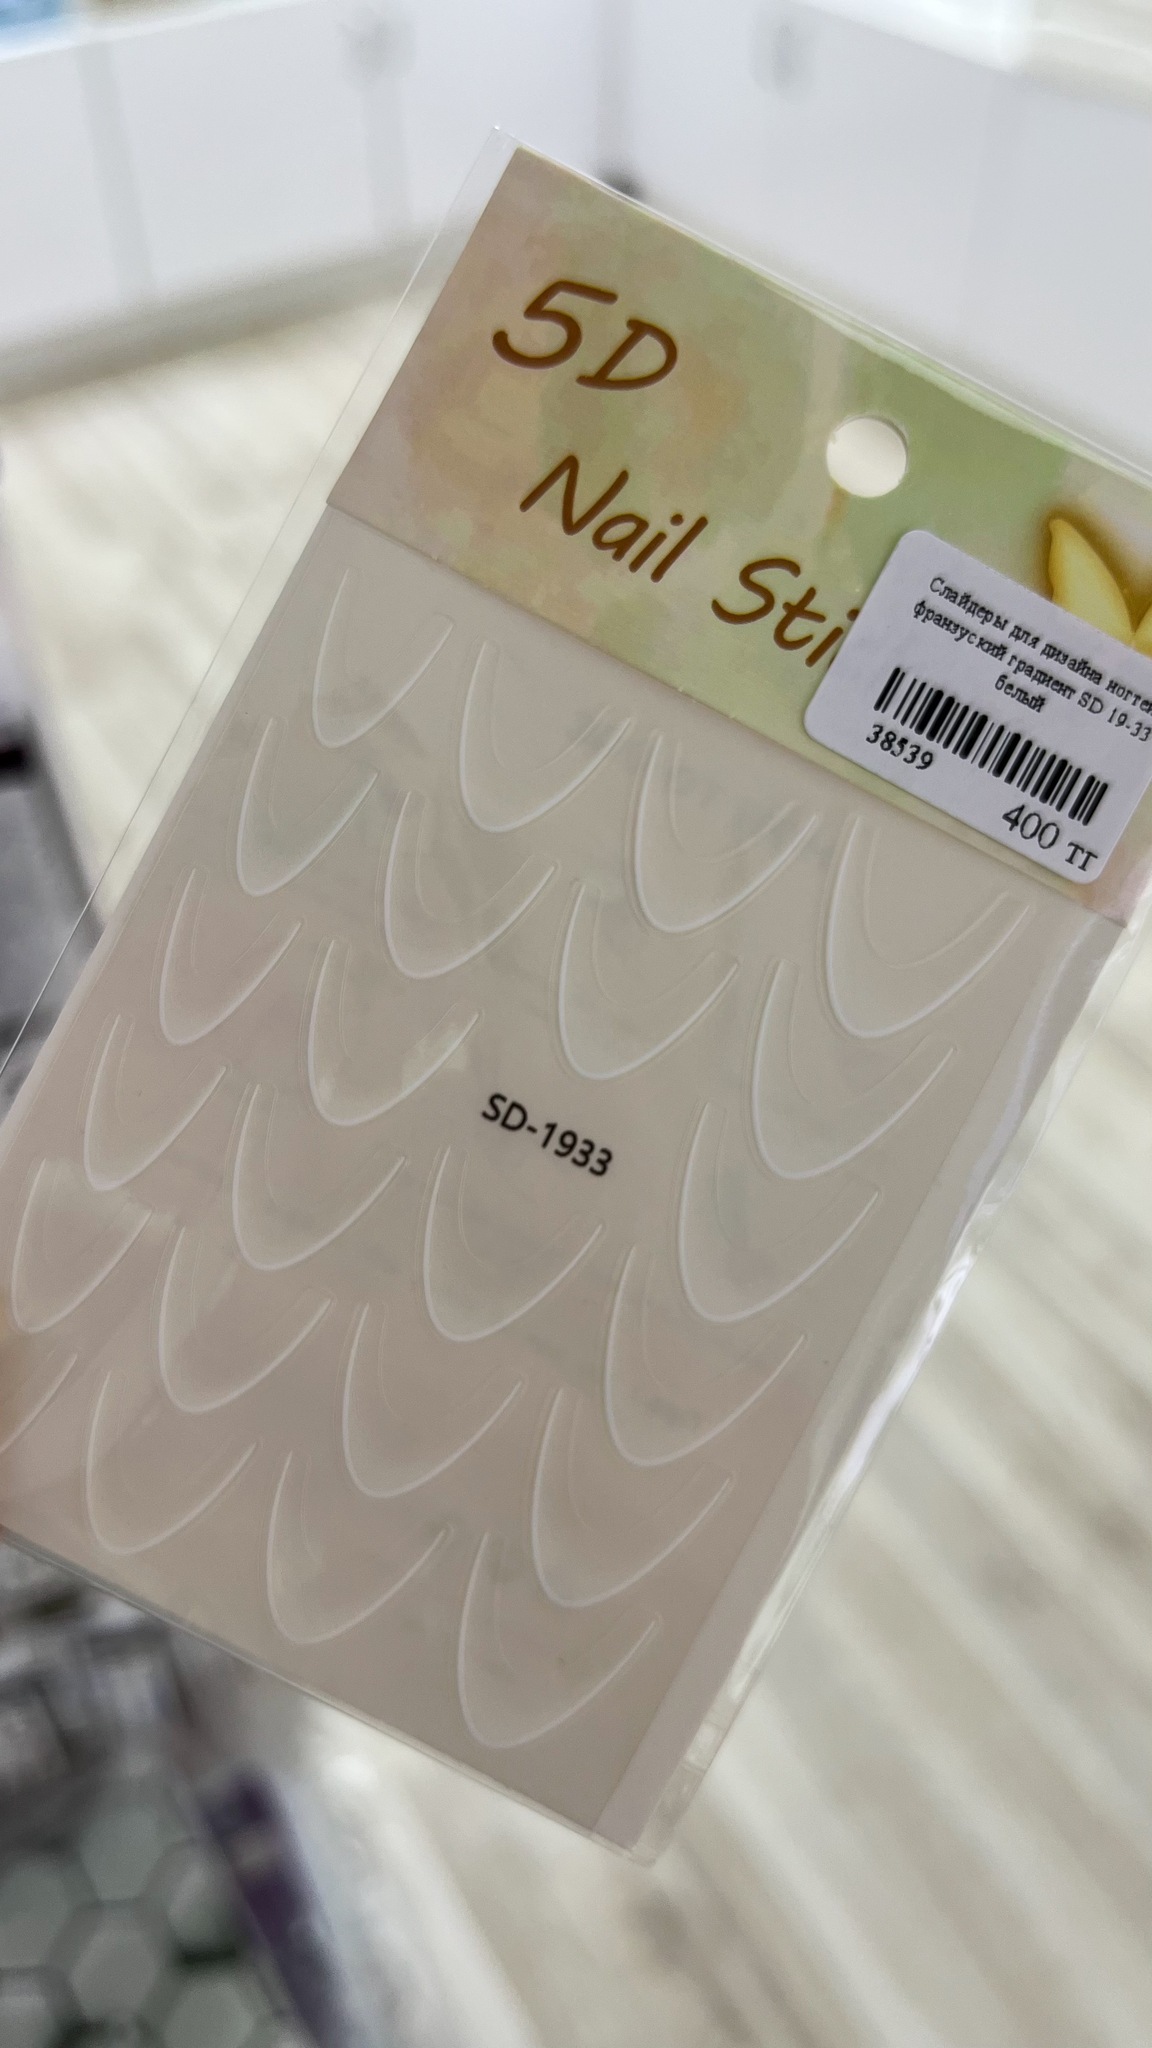 5D
Nail Sti
Слайдеры для дизайна ногтей
французский градиент SD 19-33
белый
38539
400 тг
SD-1933